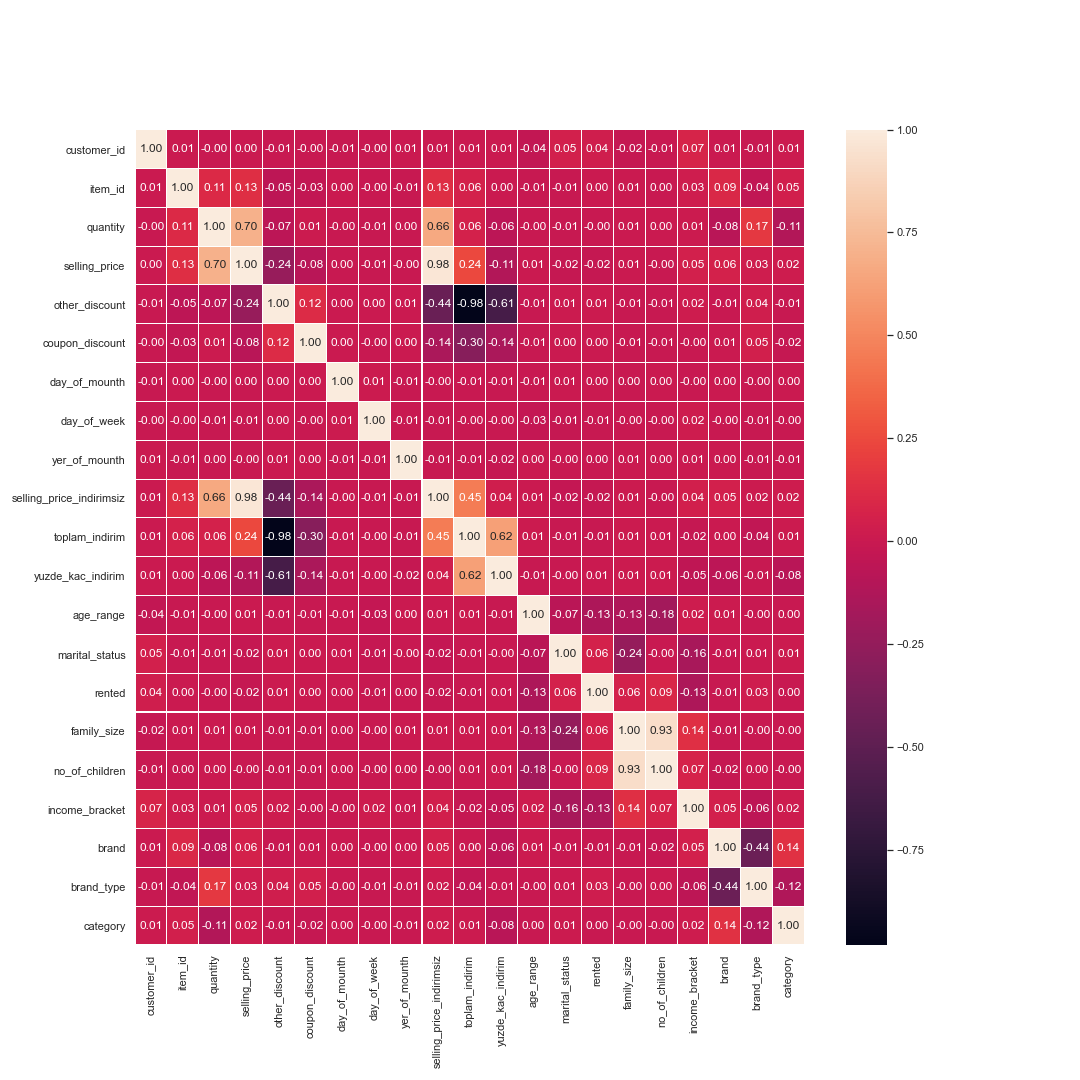 customer_id 1.00 0.01 -0.00 0.00 -0.01 -0.00 -0.01 -0.00 0.01 0.01 0.01 0.01 -0.04 0.05 0.04 -0.02 -0.01 0.07 0.01 -0.01 0.01
item_id 0.01 1.00 0.11 0.13 -0.05 -0.03 0.00 -0.00 -0.01 0.13 0.06 0.00 -0.01 -0.01 0.00 0.01 0.00 0.03 0.09 -0.04 0.05
quantity -0.00 0.11 1.00 0.70 -0.07 0.01 -0.00 -0.01 0.00 0.66 0.06 -0.06 -0.00 -0.01 -0.00 0.01 0.00 0.01 -0.08 0.17 -0.11
selling_price 0.00 0.13 0.70 1.00 -0.24 -0.08 0.00 -0.01 -0.00 0.98 0.24 -0.11 0.01 -0.02 -0.02 0.01 -0.00 0.05 0.06 0.03 0.02
other_discount -0.01 -0.05 -0.07 -0.24 1.00 0.12 0.00 0.00 0.01 -0.44 -0.98 -0.61 -0.01 0.01 0.01 -0.01 -0.01 0.02 -0.01 0.04 -0.01
coupon_discount -0.00 -0.03 0.01 -0.08 0.12 1.00 0.00 -0.00 0.00 -0.14 -0.30 -0.14 -0.01 0.00 0.00 -0.01 -0.01 -0.00 0.01 0.05 -0.02
day_of_mounth -0.01 0.00 -0.00 0.00 0.00 0.00 1.00 0.01 -0.01 -0.00 -0.01 -0.01 -0.01 0.01 0.00 0.00 0.00 -0.00 0.00 -0.00 0.00
day_of_week -0.00 -0.00 -0.01 -0.01 0.00 -0.00 0.01 1.00 -0.01 -0.01 -0.00 -0.00 -0.03 -0.01 -0.01 0.00 -0.00 0.02 -0.00 -0.01 -0.00
yer_of_mounth 0.01 -0.01 0.00 -0.00 0.01 0.00 -0.01 -0.01 1.00 -0.01 -0.01 -0.02 0.00 -0.00 0.00 0.01 0.00 0.01 0.00 -0.01 -0.01
selling_price_indirimsiz 0.01 0.13 0.66 0.98 -0.44 -0.14 -0.00 -0.01 -0.01 1.00 0.45 0.04 0.01 -0.02 -0.02 0.01 -0.00 0.04 0.05 0.02 0.02
toplam_indirim 0.01 0.06 0.06 0.24 -0.98 -0.30 -0.01 -0.00 -0.01 0.45 1.00 0.62 0.01 -0.01 -0.01 0.01 0.01 -0.02 0.00 -0.04 0.01
yuzde_kac_indirim 0.01 0.00 -0.06 -0.11 -0.61 -0.14 -0.01 -0.00 -0.02 0.04 0.62 1.00 -0.01 -0.00 0.01 0.01 0.01 -0.05 -0.06 -0.01 -0.08
age_range -0.04 -0.01 -0.00 0.01 -0.01 -0.01 -0.01 -0.03 0.00 0.01 0.01 -0.01 1.00 -0.07 -0.13 -0.13 -0.18 0.02 0.01 -0.00 0.00
marital_status 0.05 -0.01 -0.01 -0.02 0.01 0.00 0.01 -0.01 -0.00 -0.02 -0.01 -0.00 -0.07 1.00 0.06 -0.24 -0.00 -0.16 -0.01 0.01 0.01
rented 0.04 0.00 -0.00 -0.02 0.01 0.00 0.00 -0.01 0.00 -0.02 -0.01 0.01 -0.13 0.06 1.00 0.06 0.09 -0.13 -0.01 0.03 0.00
family_size -0.02 0.01 0.01 0.01 -0.01 -0.01 0.00 0.00 0.01 0.01 0.01 0.01 -0.13 -0.24 0.06 1.00 0.93 0.14 -0.01 -0.00 -0.00
no_of_children -0.01 0.00 0.00 -0.00 -0.01 -0.01 0.00 -0.00 0.00 -0.00 0.01 0.01 -0.18 -0.00 0.09 0.93 1.00 0.07 -0.02 0.00 -0.00
income_bracket 0.07 0.03 0.01 0.05 0.02 -0.00 -0.00 0.02 0.01 0.04 -0.02 -0.05 0.02 -0.16 -0.13 0.14 0.07 1.00 0.05 -0.06 0.02
brand 0.01 0.09 -0.08 0.06 -0.01 0.01 0.00 -0.00 0.00 0.05 0.00 -0.06 0.01 -0.01 -0.01 -0.01 -0.02 0.05 1.00 -0.44 0.14
brand_type -0.01 -0.04 0.17 0.03 0.04 0.05 -0.00 -0.01 -0.01 0.02 -0.04 -0.01 -0.00 0.01 0.03 -0.00 0.00 -0.06 -0.44 1.00 -0.12
category 0.01 0.05 -0.11 0.02 -0.01 -0.02 0.00 -0.00 -0.01 0.02 0.01 -0.08 0.00 0.01 0.00 -0.00 -0.00 0.02 0.14 -0.12 1.00
customer_id
item_id
quantity
selling_price
other_discount
coupon_discount
day_of_mounth
day_of_week
yer_of_mounth
selling_price_indirimsiz
toplam_indirim
yuzde_kac_indirim
age_range
marital_status
rented
family_size
no_of_children
income_bracket
brand
brand_type
category
1.00
0.75
0.50
0.25
0.00
−0.25
−0.50
−0.75